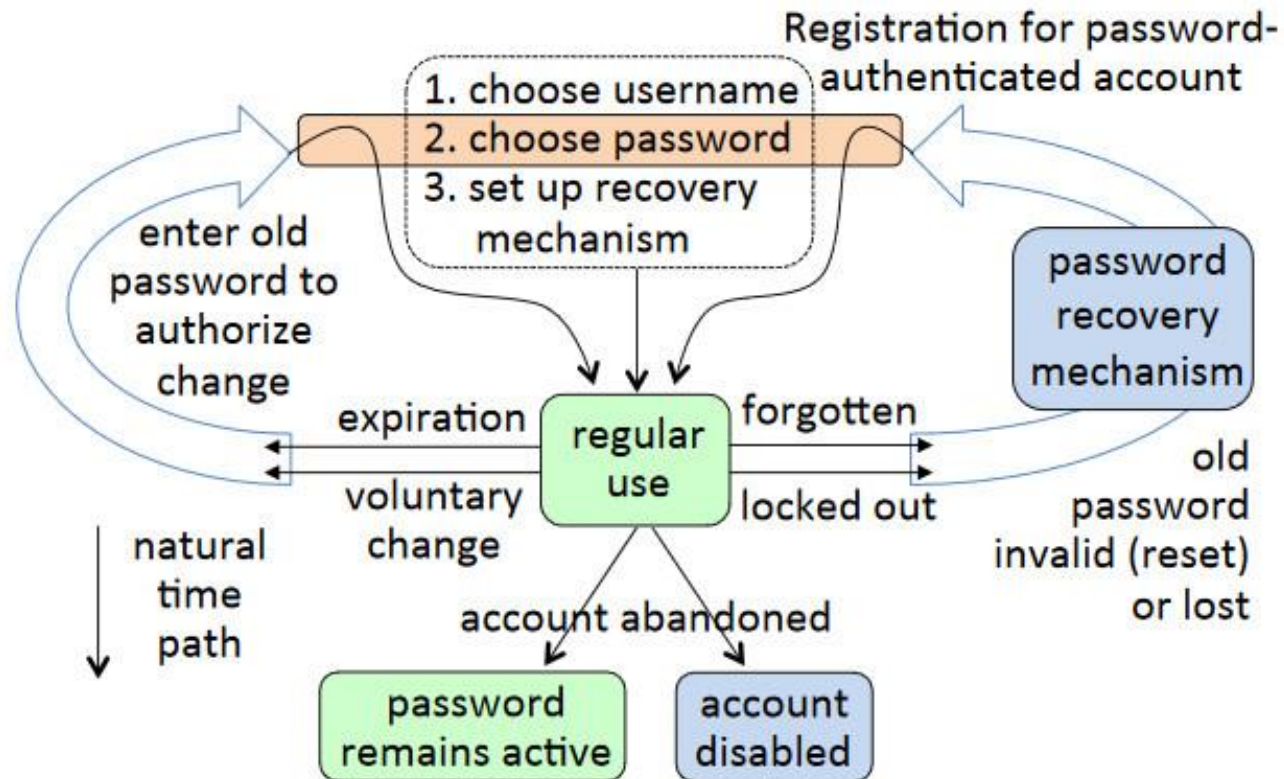 Registration for password-
authenticated account
1. choose username
2. choose password
3. set up recovery
mechanism
enter old
password to
authorize
change
password
recovery
mechanism
expiration
voluntary
change
regular
use
forgotten
locked out
old
password
invalid (reset)
or lost
natural
time
path
account abandoned
password
remains active
account
disabled